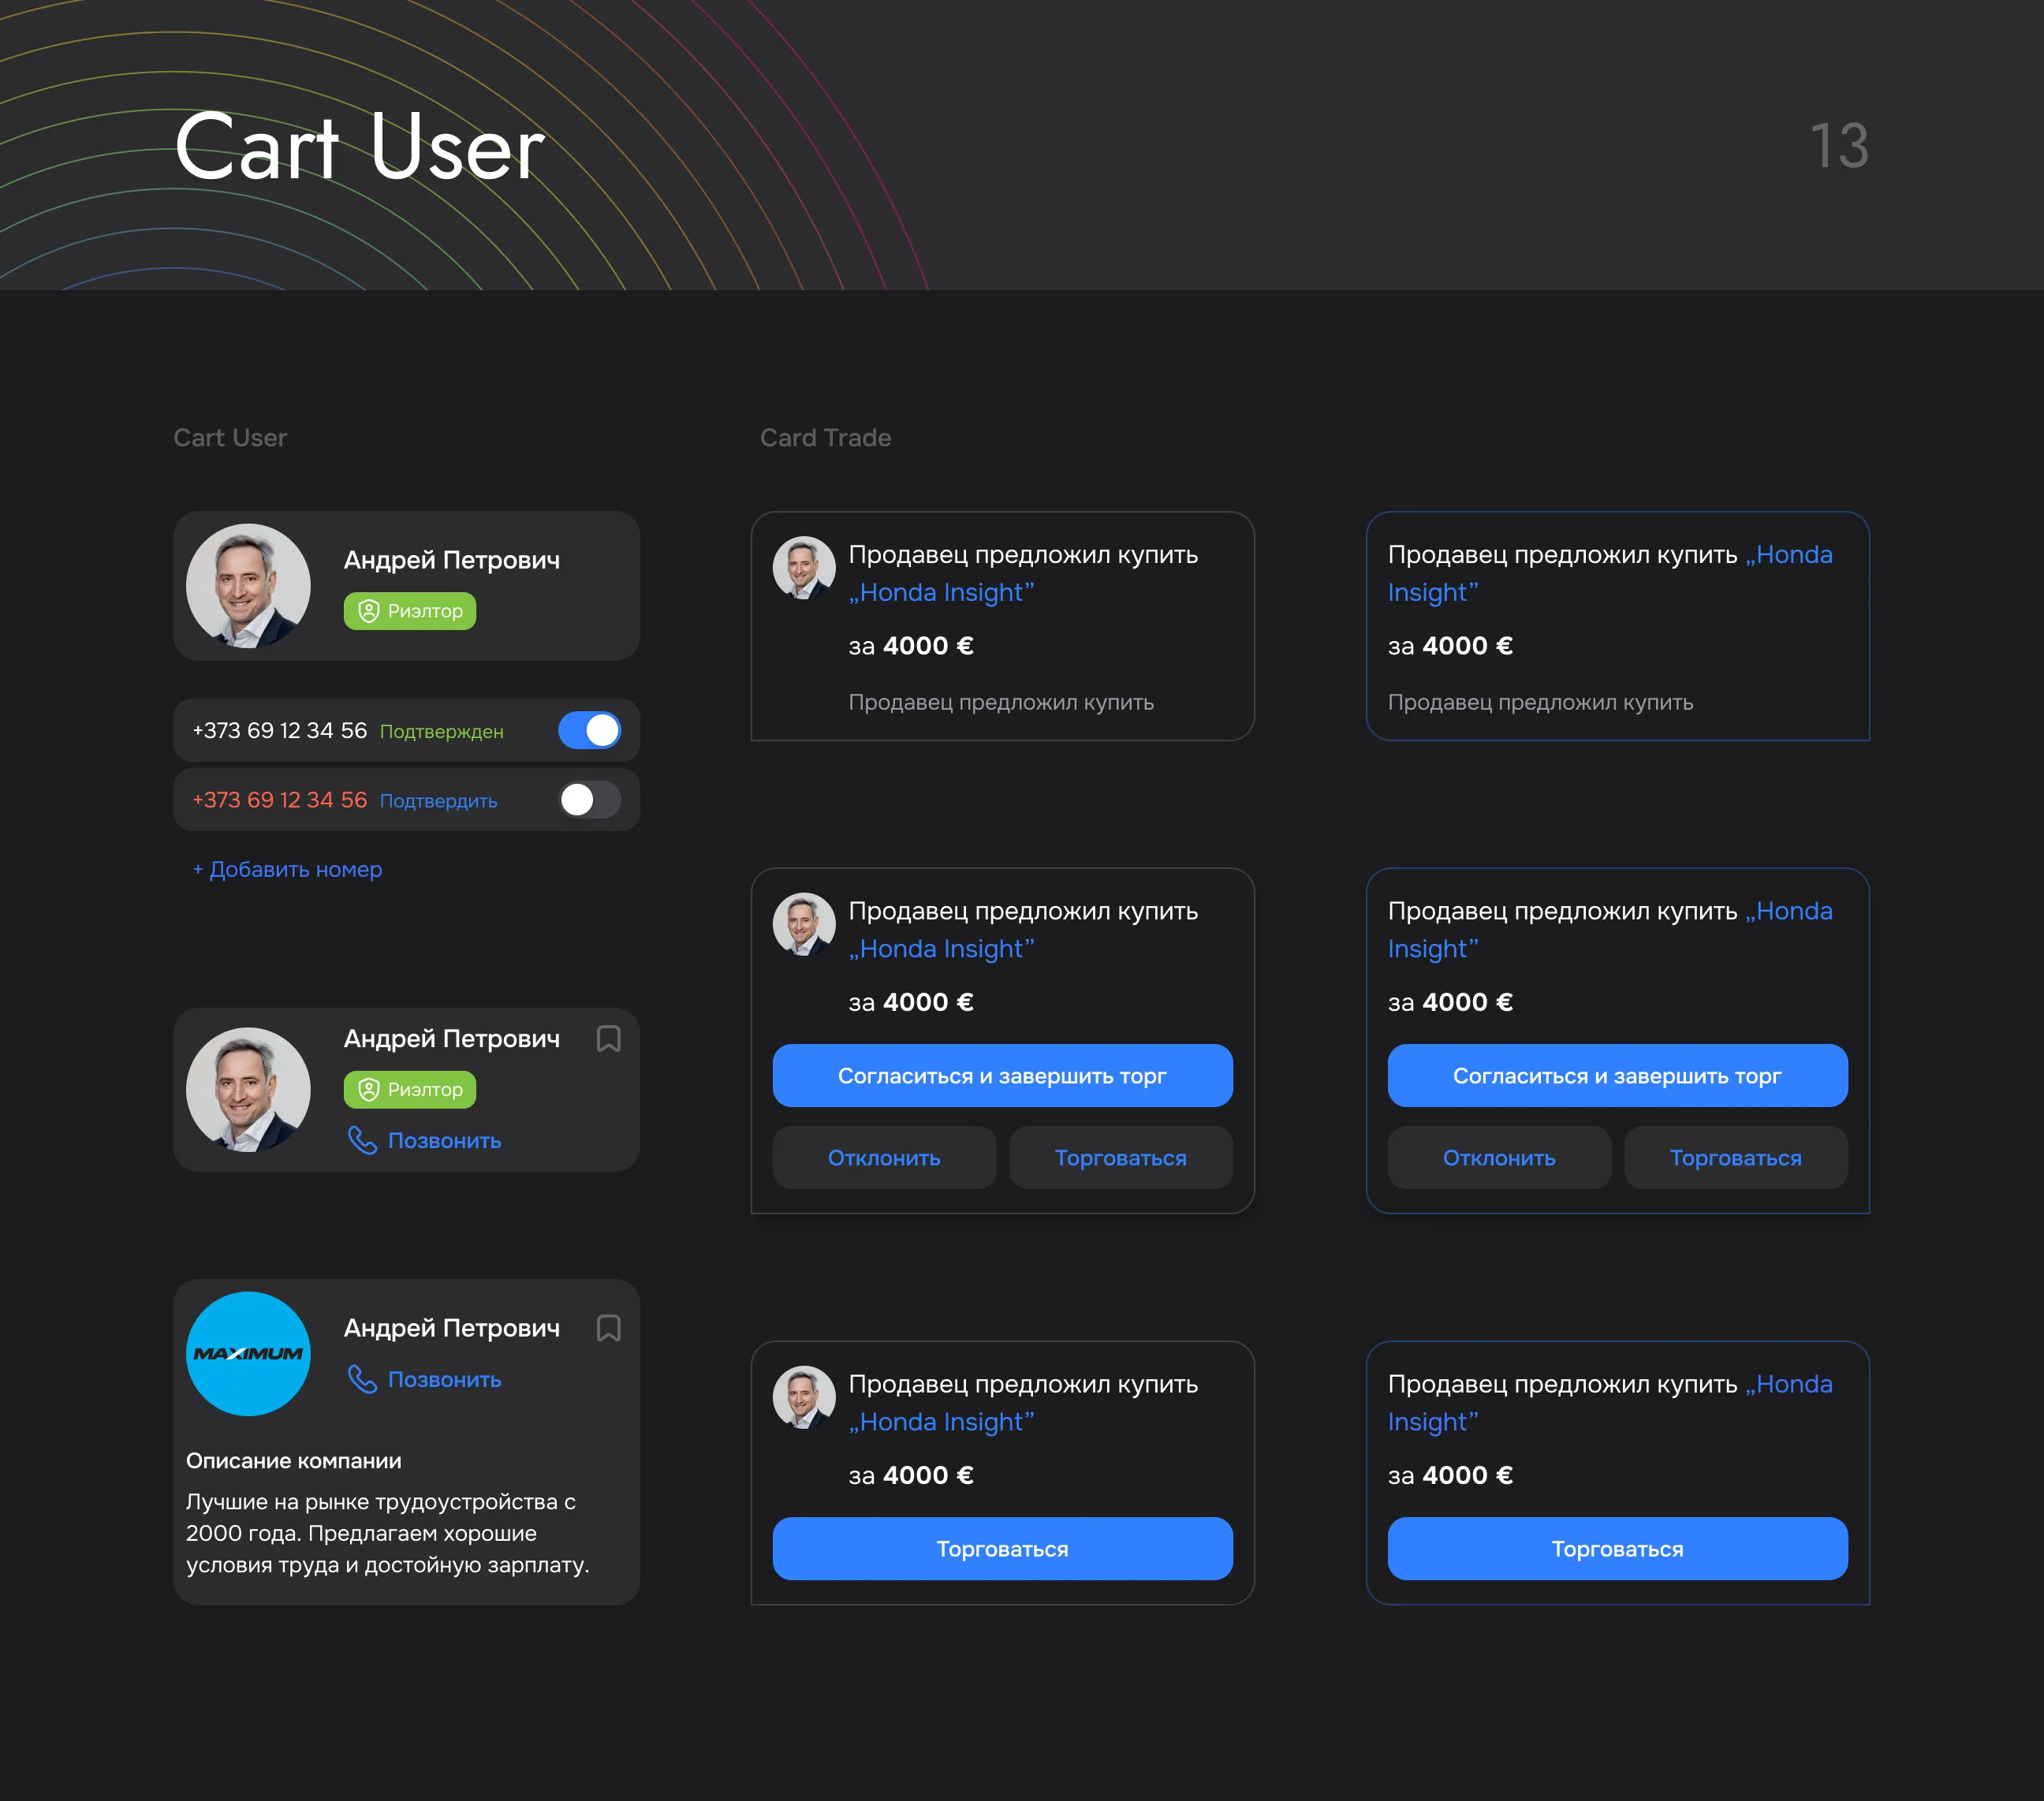 Cart User
13
Cart User
Андрей Петрович
Риэлтор
+373 69 12 34 56 Подтвержден
+373 69 12 34 56 Подтвердить
+ Добавить номер
Андрей Петрович
Риэлтор
Позвонить
MAXIMUM
Андрей Петрович
Позвонить
Описание компании
Лучшие на рынке трудоустройства с
2000 года. Предлагаем хорошие
условия труда и достойную зарплату.
Card Trade
Продавец предложил купить
„Honda Insight”
за 4000 €
Продавец предложил купить
Продавец предложил купить „Honda
Insight”
за 4000 €
Продавец предложил купить
Продавец предложил купить
„Honda Insight”
за 4000 €
Согласиться и завершить торг
Отклонить
Торговаться
Продавец предложил купить „Honda
Insight”
за 4000 €
Согласиться и завершить торг
Отклонить
Торговаться
Продавец предложил купить
„Honda Insight”
за 4000 €
Торговаться
Продавец предложил купить „Honda
Insight”
за 4000 €
Торговаться